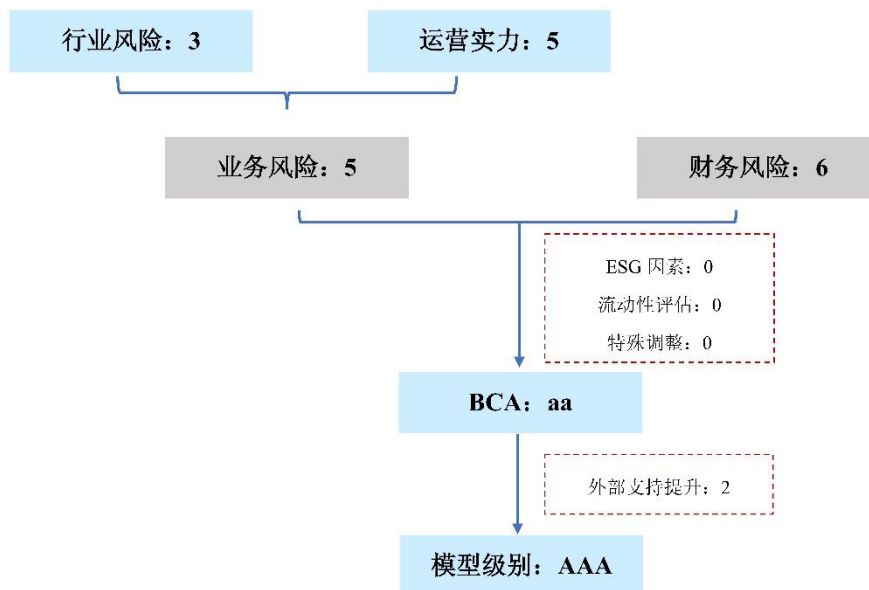 行业风险：3
运营实力：5
业务风险：5
财务风险：6
ESG 因素：0
流动性评估：0
特殊调整：0
BCA：aa
外部支持提升：2
模型级别：AAA